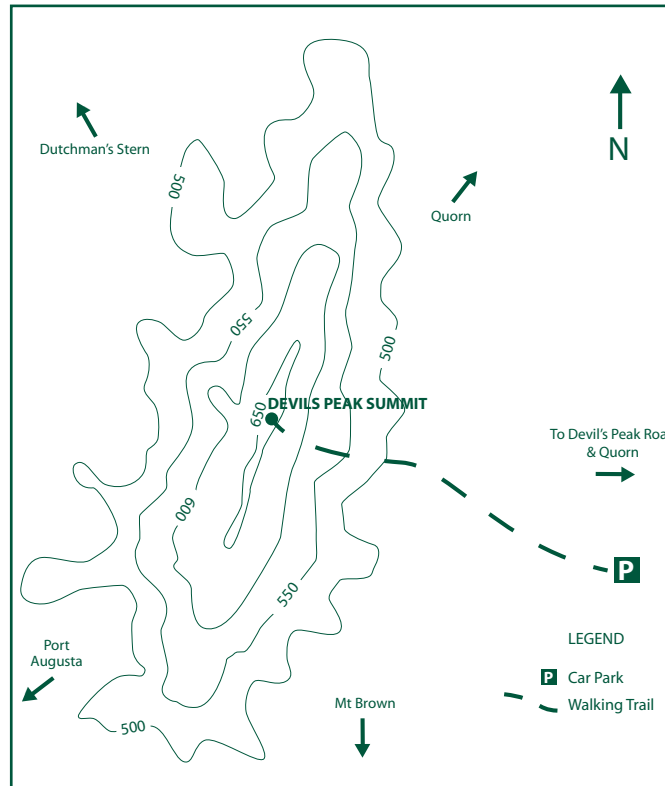 N
Dutchman's Stern
500
Quorn
550
500
650
DEVILS PEAK SUMMIT
To Devil's Peak Roa
& Quorn
600
P
550
LEGEND
Port
Augusta
P Car Park
Mt Brown
Walking Trail
500